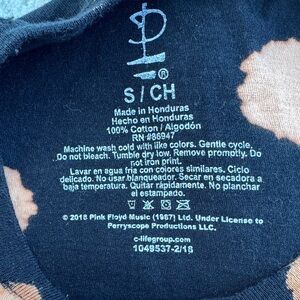 ®
S / CH
Made in Honduras
Hecho en Honduras
100% Cotton / Algodón
RN #86947
Machine wash cold with like colors. Gentle cycle.
Do not bleach. Tumble dry low. Remove promptly. Do
not iron print.
Lavar en agua fria con colores similares. Ciclo
delicado. No usar blanqueador. Secar en secadora a
baja temperatura. Quitar rápidamente. No planchar
el estampado.
© 2018 Pink Floyd Music (1987) Ltd. Under License to
Perryscope Productions LLC.
c-lifegroup.com
1049537-2/18